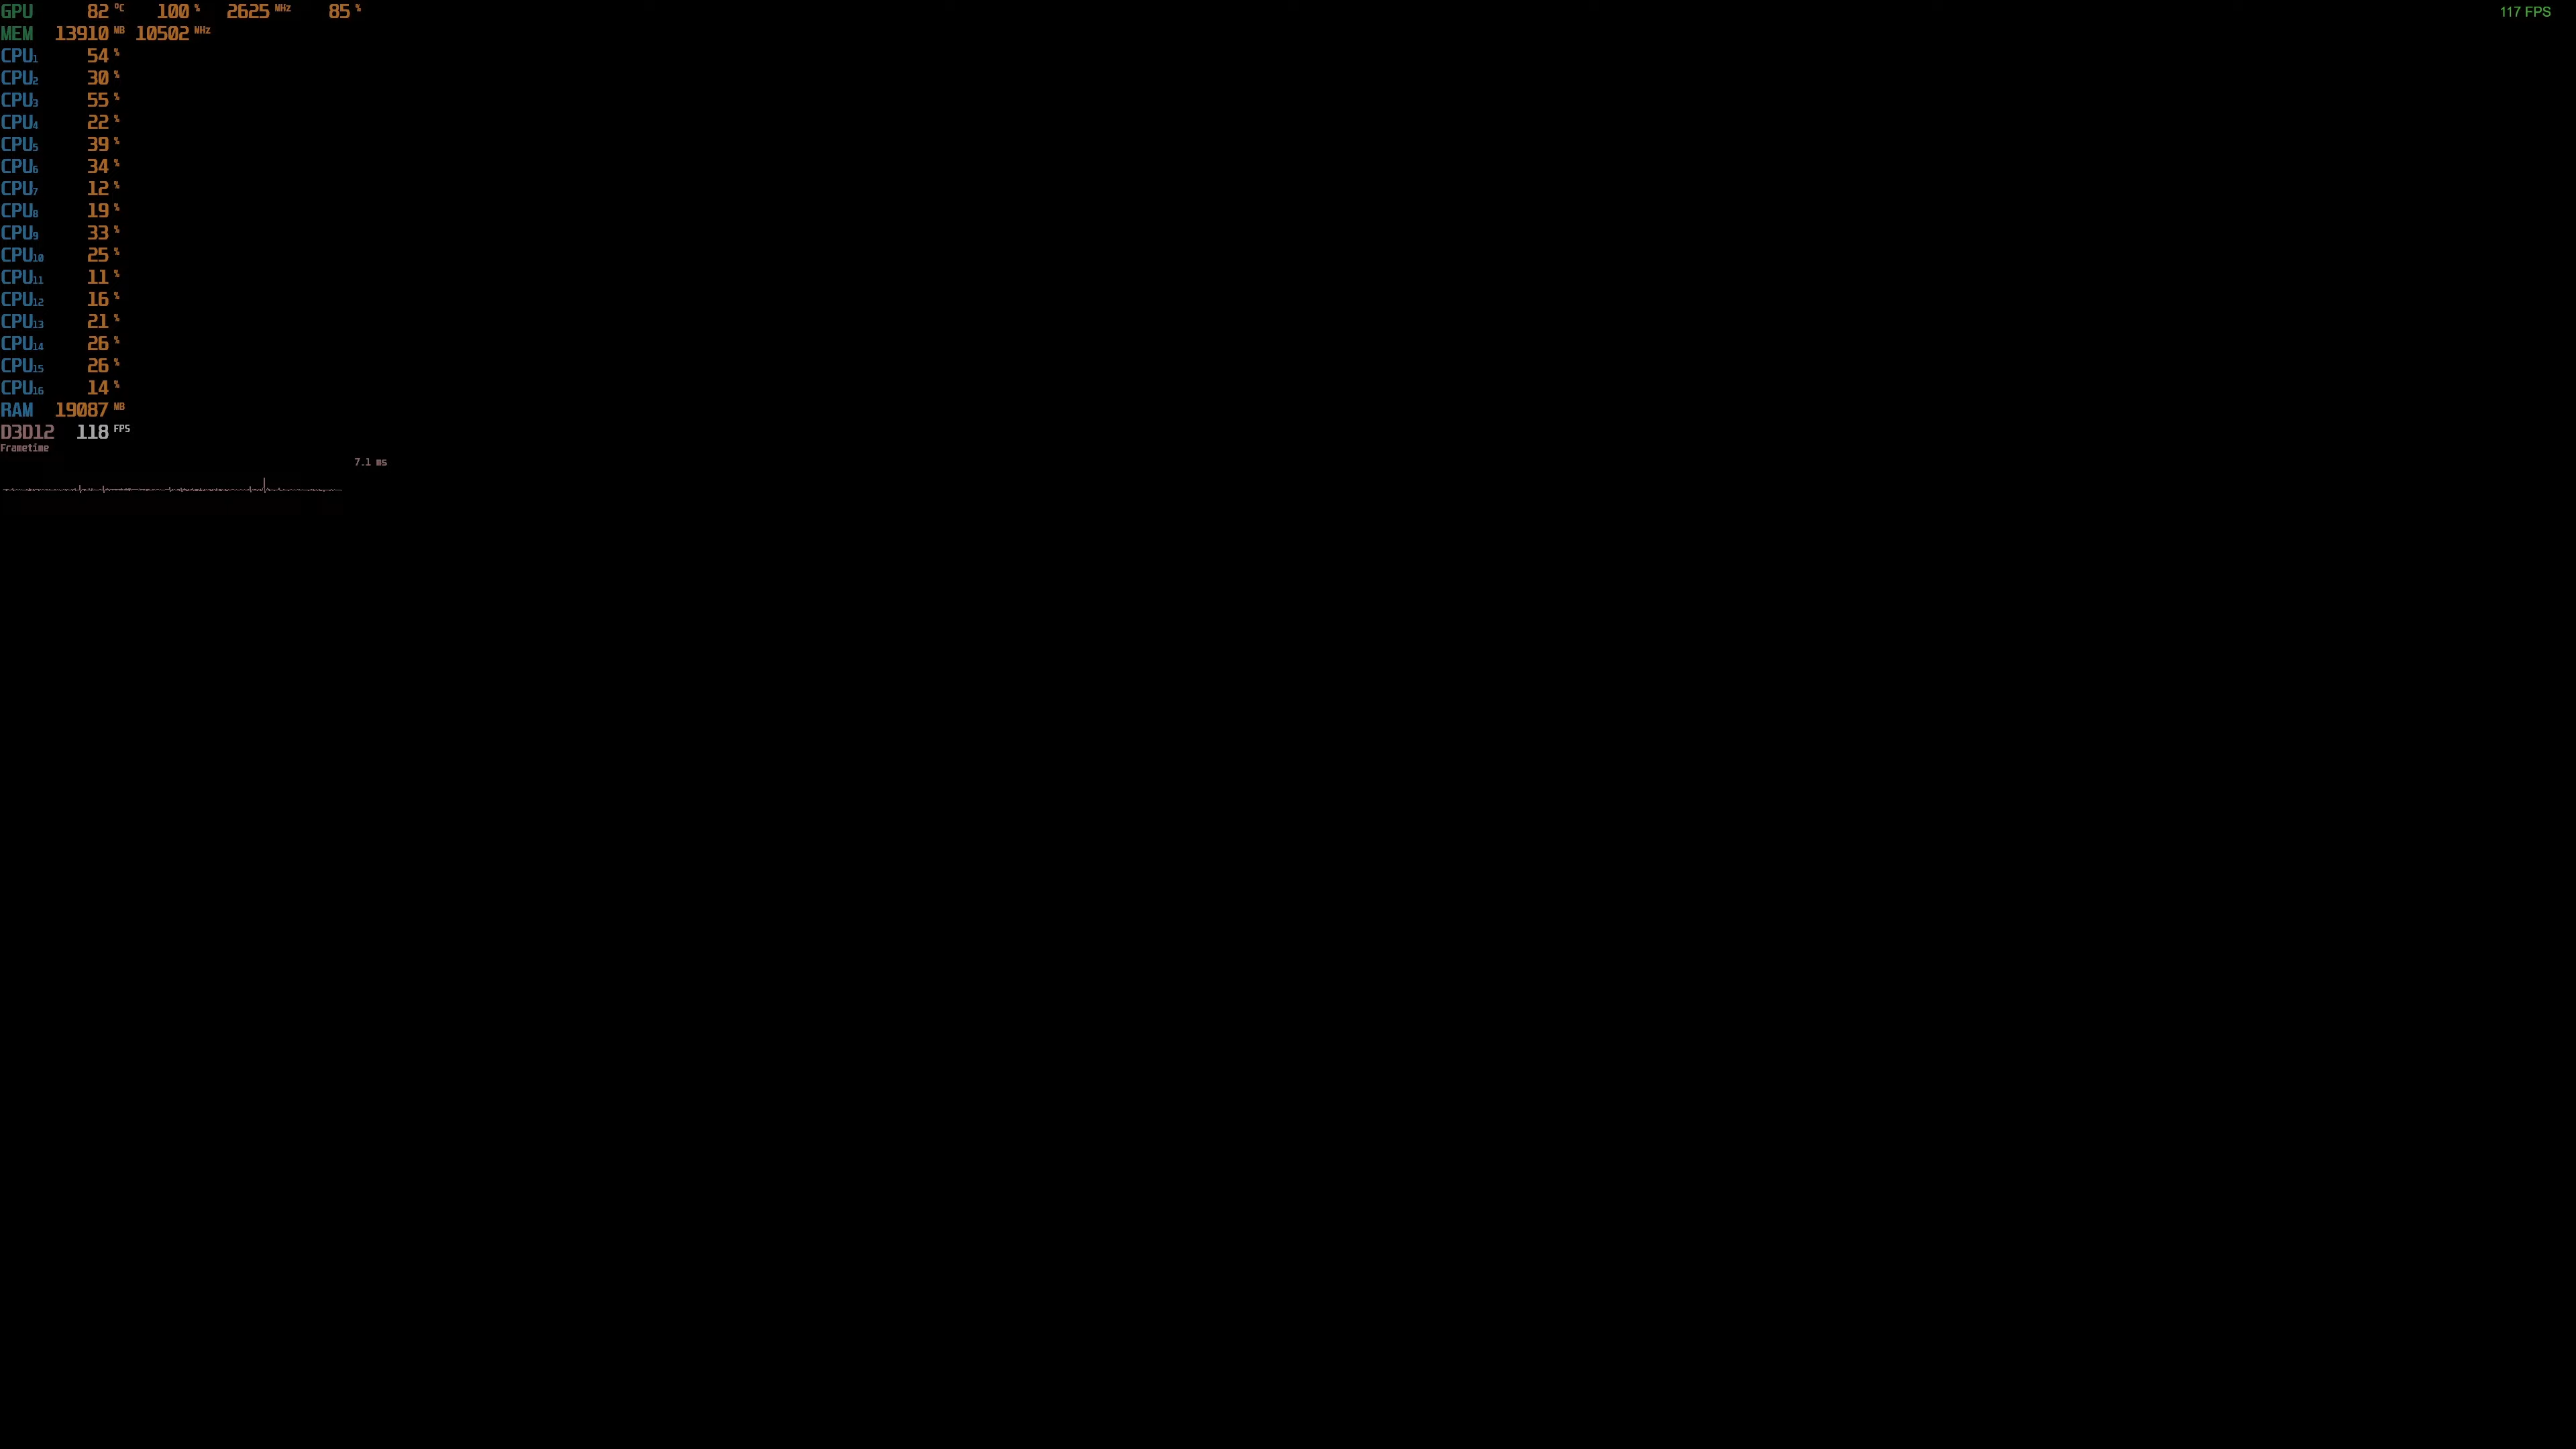 GPU 82 °C 100 % 2625 MHz 85 %
117 FPS
MEM 13910 MB 10502 MHz
CPU1 54 %
CPU2 30 %
CPU3 55 %
CPU4 22 %
CPU5 39 %
CPU6 34 %
CPU7 12 %
CPU8 19 %
CPU9 33 %
CPU10 25 %
CPU11 11 %
CPU12 16 %
CPU13 21 %
CPU14 26 %
CPU15 26 %
CPU16 14 %
RAM 19087 MB
D3D12 118 FPS
Frametime
7.1 ms